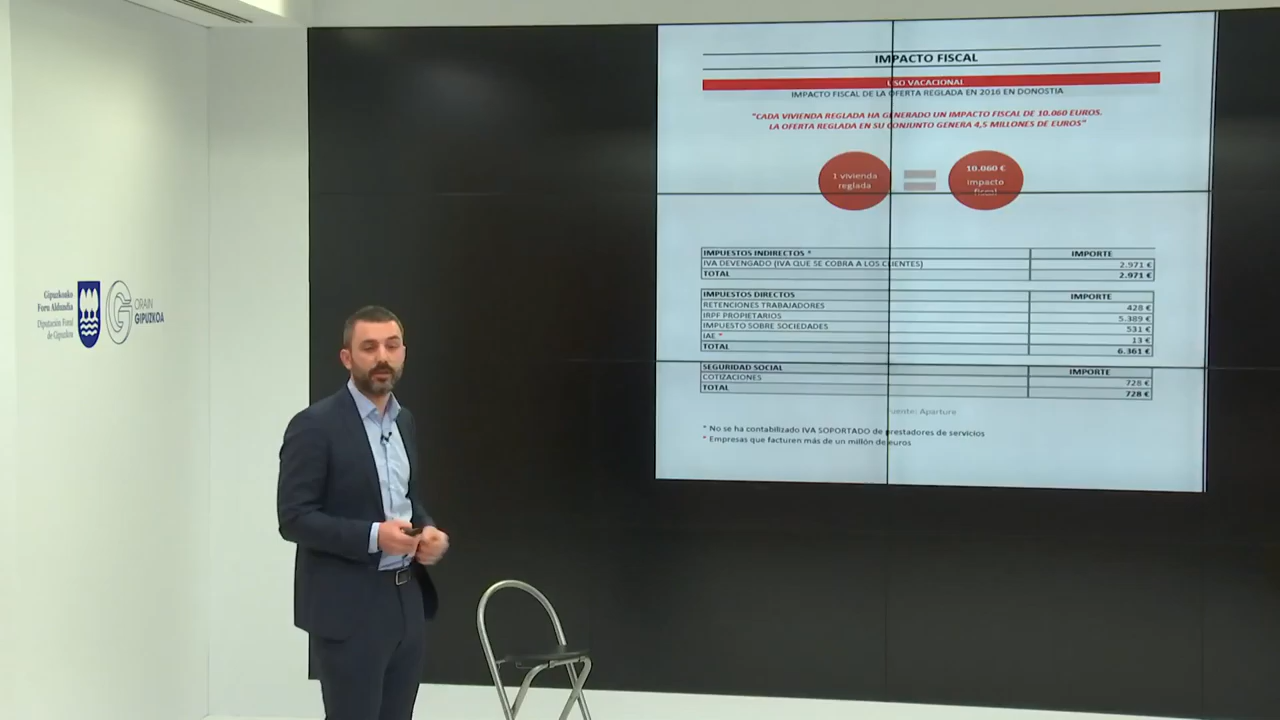 Gipuzkoako
Foru Aldundia
Diputación Foral
de Gipuzkoa
ORAIN
GIPUZKOA
IMPACTO FISCAL
USO VACACIONAL
IMPACTO FISCAL DE LA OFERTA REGLADA EN 2016 EN DONOSTIA
"CADA VIVIENDA REGLADA HA GENERADO UN IMPACTO FISCAL DE 10.060 EUROS.
LA OFERTA REGLADA EN SU CONJUNTO GENERA 4,5 MILLONES DE EUROS"
1 vivienda
reglada
10.060 €
impacto
fiscal
IMPUESTOS INDIRECTOS * IMPORTE
IVA DEVENGADO (IVA QUE SE COBRA A LOS CLIENTES) 2.971 €
TOTAL 2.971 €
IMPUESTOS DIRECTOS IMPORTE
RETENCIONES TRABAJADORES 428 €
IRPF PROPIETARIOS 5.389 €
IMPUESTO SOBRE SOCIEDADES 531 €
IAE * 13 €
TOTAL 6.361 €
SEGURIDAD SOCIAL IMPORTE
COTIZACIONES 728 €
TOTAL 728 €
Fuente: Aparture
* No se ha contabilizado IVA SOPORTADO de prestadores de servicios
* Empresas que facturen más de un millón de euros